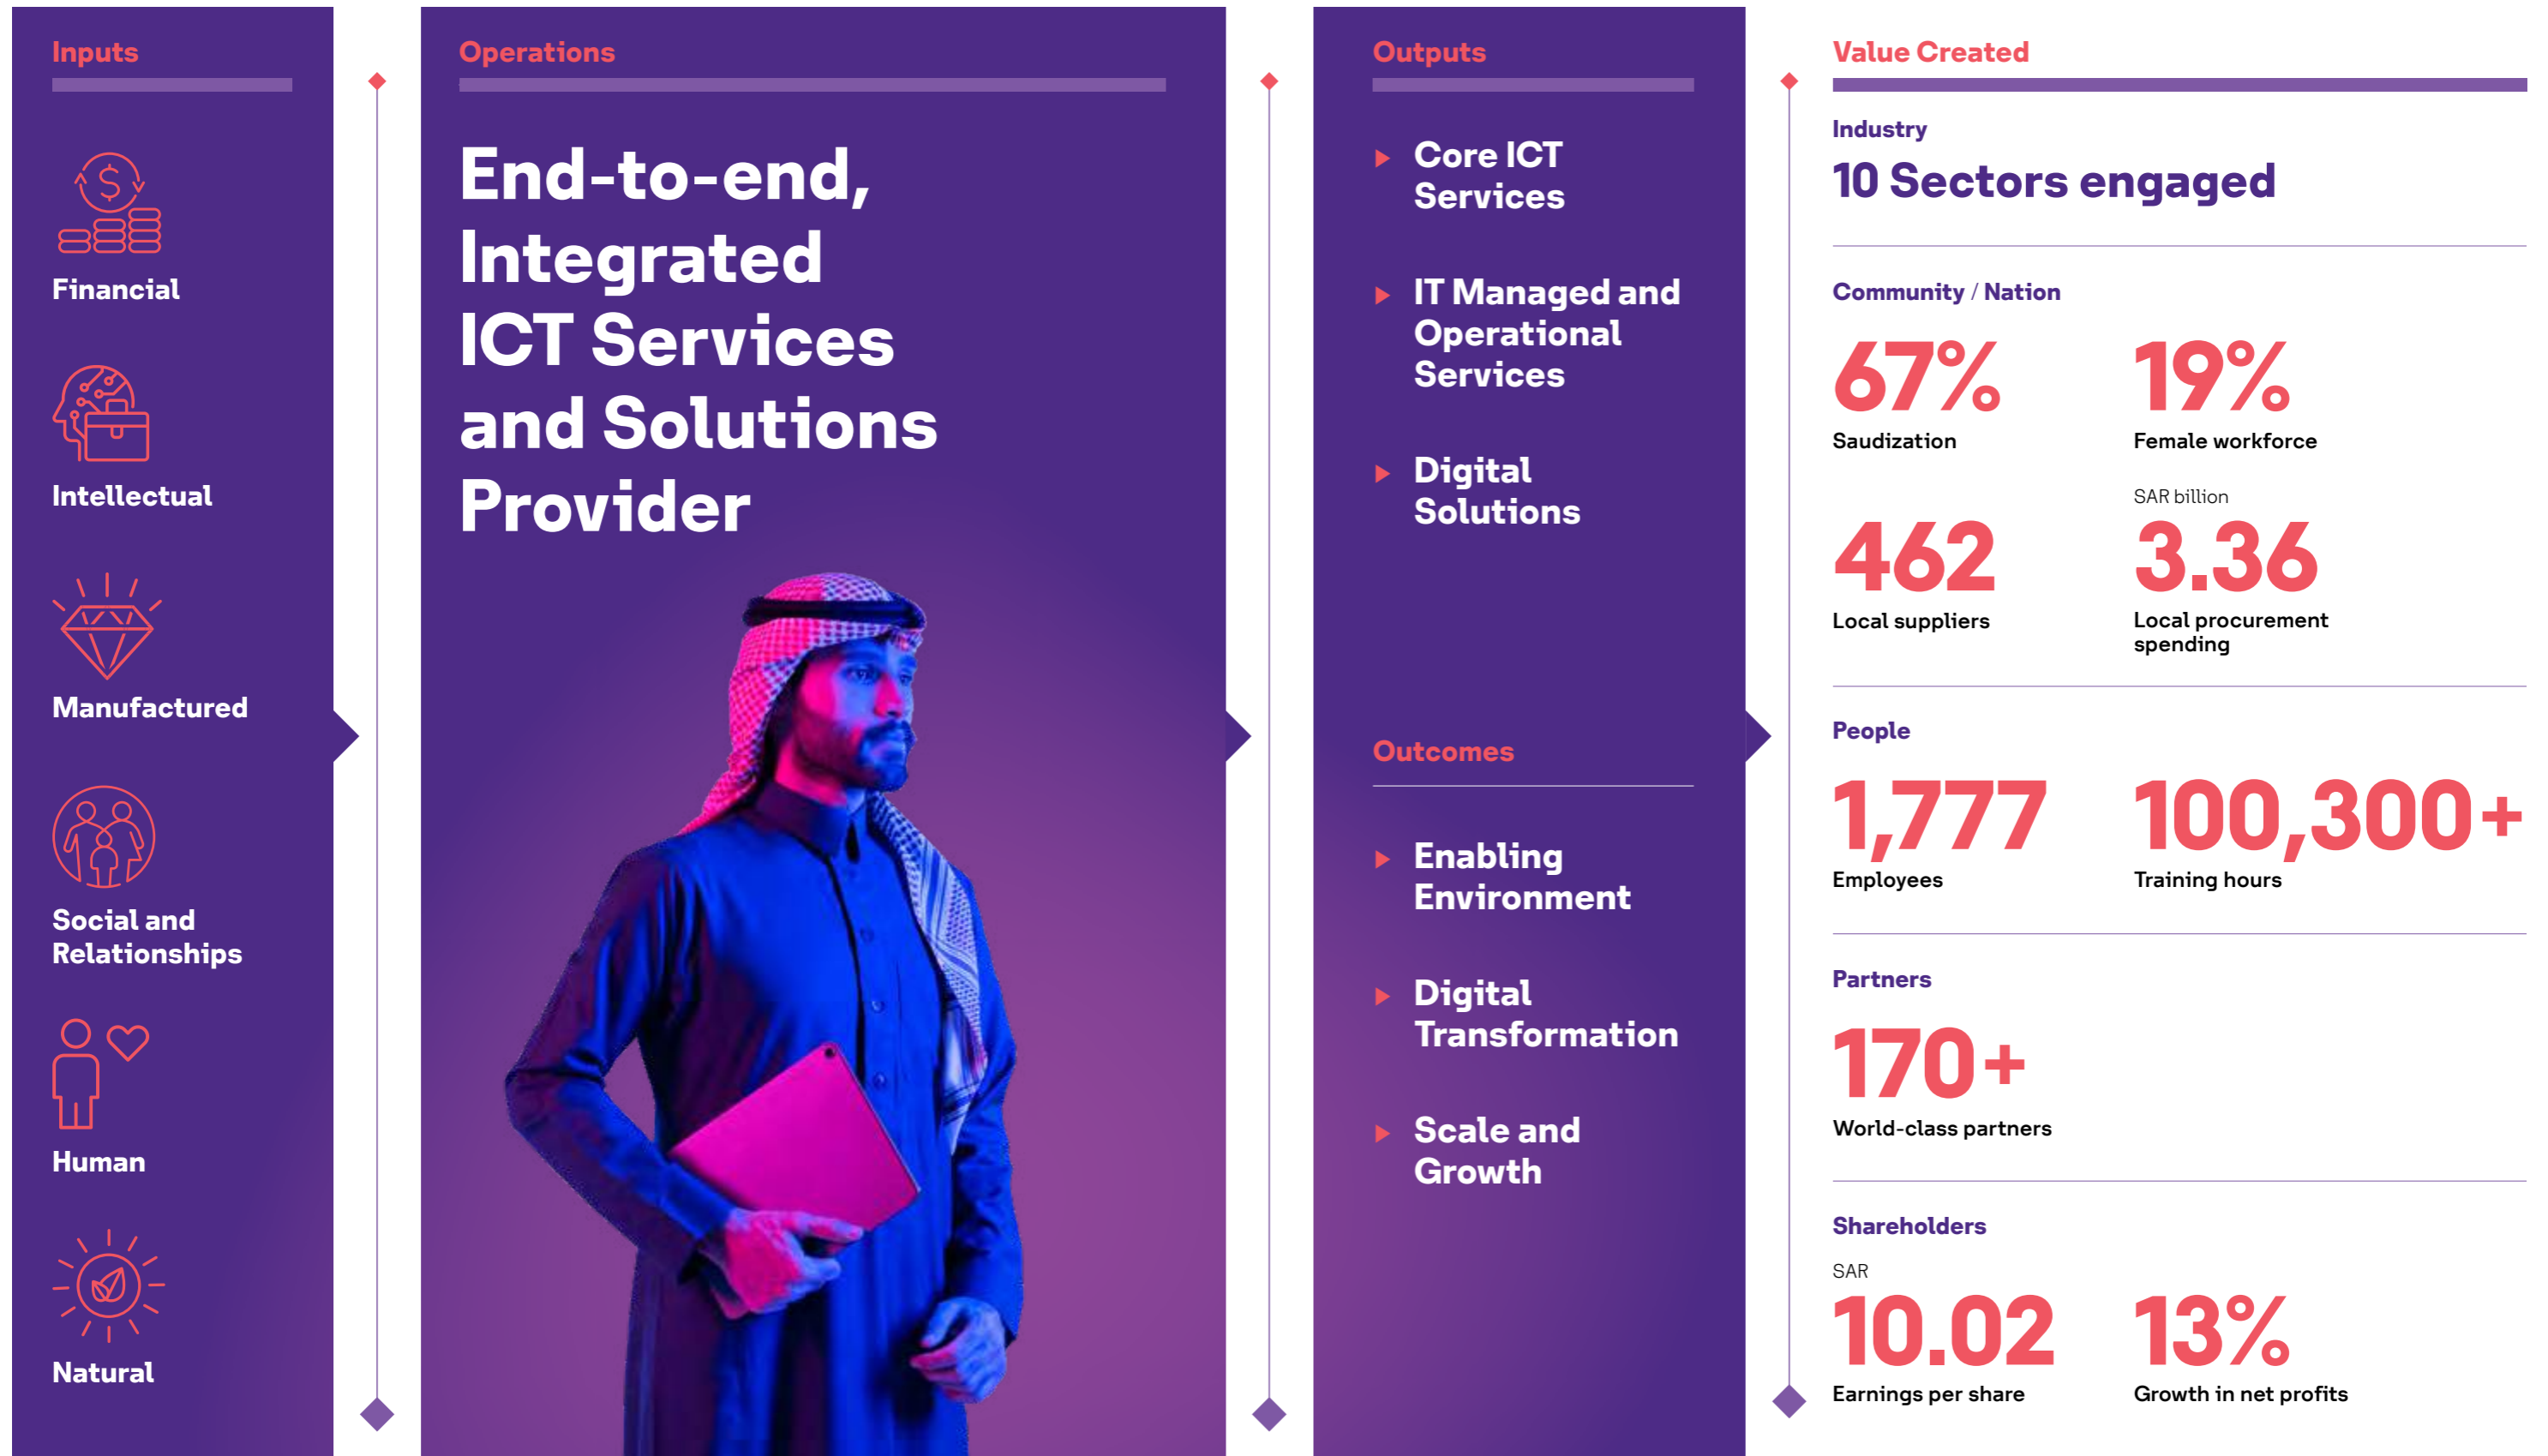 Inputs
Financial
Intellectual
Manufactured
Social and
Relationships
Human
Natural
Operations
End-to-end,
Integrated
ICT Services
and Solutions
Provider
Outputs
Core ICT
Services
IT Managed and
Operational
Services
Digital
Solutions
Outcomes
Enabling
Environment
Digital
Transformation
Scale and
Growth
Value Created
Industry
10 Sectors engaged
Community / Nation
67%
Saudization
19%
Female workforce
462
Local suppliers
SAR billion
3.36
Local procurement
spending
People
1,777
Employees
100,300+
Training hours
Partners
170+
World-class partners
Shareholders
SAR
10.02
Earnings per share
13%
Growth in net profits